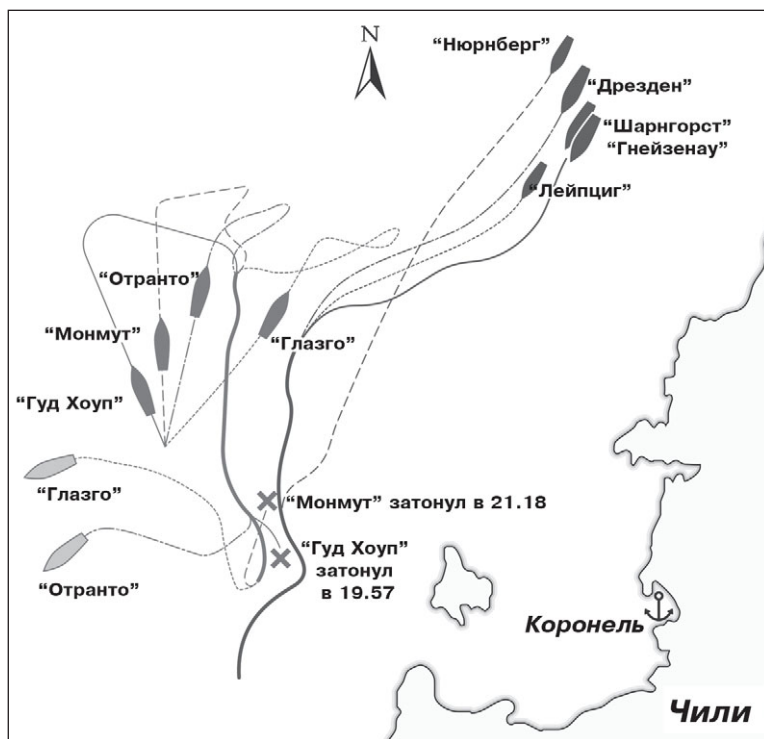 N
“Нюрнберг”
“Дрезден”
“Шарнгорст”
“Гнейзенау”
“Лейпциг”
“Отранто”
“Монмут”
“Глазго”
“Гуд Хоуп”
“Глазго”
“Монмут” затонул в 21.18
“Гуд Хоуп”
затонул
в 19.57
“Отранто”
Коронель
Чили